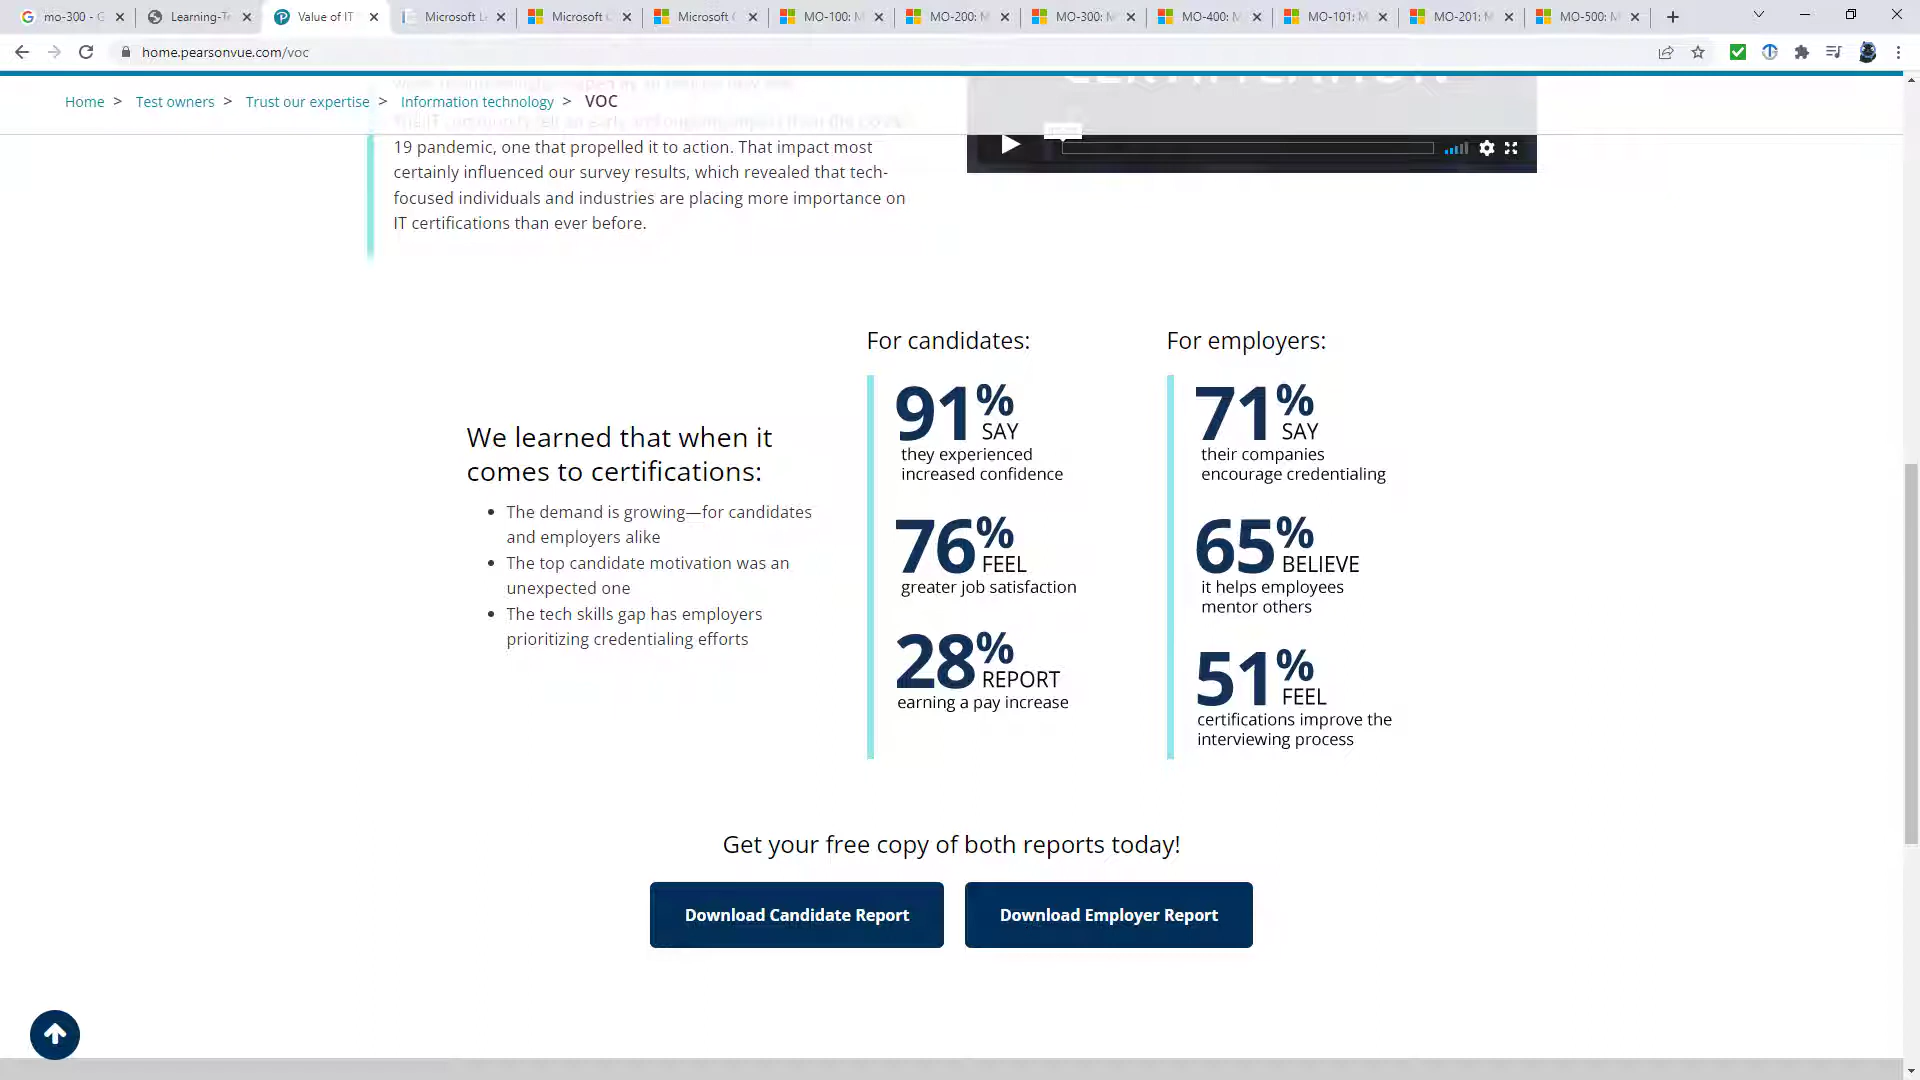 mo-300 - G
Learning-Te
Value of IT
Microsoft Le
Microsoft C
Microsoft C
MO-100: M
MO-200: M
MO-300: M
MO-400: M
MO-101: M
MO-201: M
MO-500: M
home.pearsonvue.com/voc
Home > Test owners > Trust our expertise > Information technology > VOC
19 pandemic, one that propelled it to action. That impact most
certainly influenced our survey results, which revealed that tech-
focused individuals and industries are placing more importance on
IT certifications than ever before.
We learned that when it
comes to certifications:
• The demand is growing—for candidates
and employers alike
• The top candidate motivation was an
unexpected one
• The tech skills gap has employers
prioritizing credentialing efforts
For candidates:
91% SAY
they experienced
increased confidence
76% FEEL
greater job satisfaction
28% REPORT
earning a pay increase
For employers:
71% SAY
their companies
encourage credentialing
65% BELIEVE
it helps employees
mentor others
51% FEEL
certifications improve the
interviewing process
Get your free copy of both reports today!
Download Candidate Report
Download Employer Report